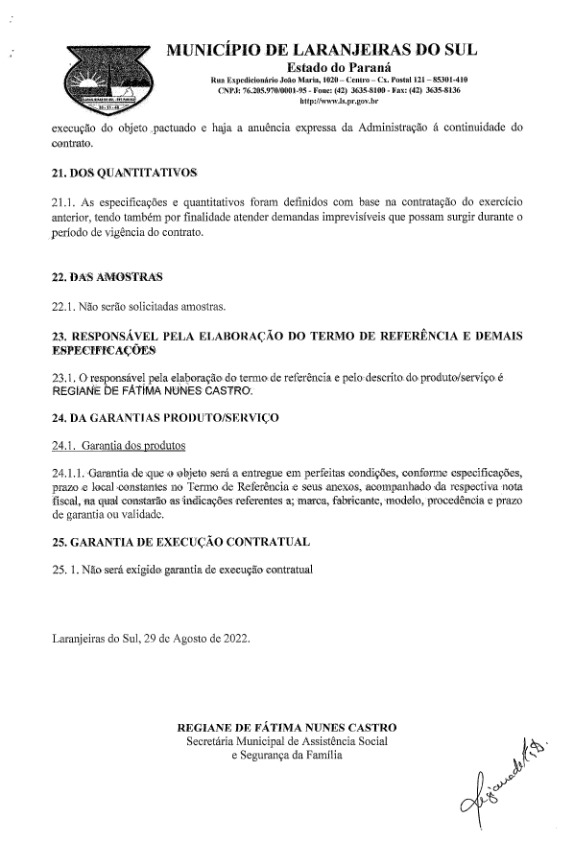 MUNICÍPIO DE LARANJEIRAS DO SUL
Estado do Paraná
Rua Expedicionário João Maria, 1020 – Centro – Cx. Postal 121 – 85301-410
CNPJ: 76.205.970/0001-95 - Fone: (42) 3635-8100 - Fax: (42) 3635-8136
http://www.ls.pr.gov.br
execução do objeto pactuado e haja a anuência expressa da Administração á continuidade do
contrato.
21. DOS QUANTITATIVOS
21.1. As especificações e quantitativos foram definidos com base na contratação do exercício
anterior, tendo também por finalidade atender demandas imprevisíveis que possam surgir durante o
período de vigência do contrato.
22. DAS AMOSTRAS
22.1. Não serão solicitadas amostras.
23. RESPONSÁVEL PELA ELABORAÇÃO DO TERMO DE REFERÊNCIA E DEMAIS
ESPECIFICAÇÕES
23.1. O responsável pela elaboração do termo de referência e pelo descrito do produto/serviço é
REGIANE DE FÁTIMA NUNES CASTRO.
24. DA GARANTIAS PRODUTO/SERVIÇO
24.1. Garantia dos produtos
24.1.1. Garantia de que o objeto será a entregue em perfeitas condições, conforme especificações,
prazo e local constantes no Termo de Referência e seus anexos, acompanhado da respectiva nota
fiscal, na qual constarão as indicações referentes a; marca, fabricante, modelo, procedência e prazo
de garantia ou validade.
25. GARANTIA DE EXECUÇÃO CONTRATUAL
25. 1. Não será exigido garantia de execução contratual
Laranjeiras do Sul, 29 de Agosto de 2022.
REGIANE DE FÁTIMA NUNES CASTRO
Secretária Municipal de Assistência Social
e Segurança da Família